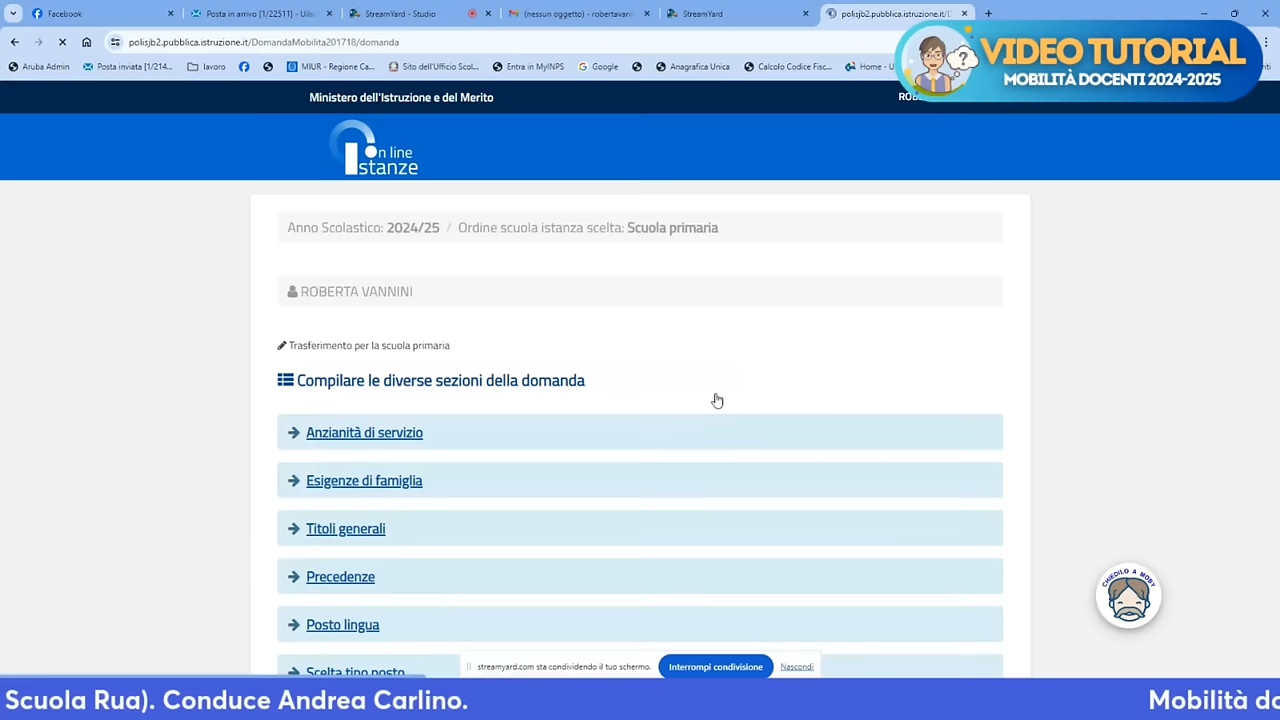 Facebook
Posta in arrivo [1/22511] - Uilsc
StreamYard - Studio
(nessun oggetto) - robertavani
StreamYard
polisjb2.pubblica.istruzione.it/D
polisjb2.pubblica.istruzione.it/DomandaMobilita201718/domanda
Aruba Admin
Posta inviata [1/214...
lavoro
MIUR - Regione Ca...
Sito dell'Ufficio Scol...
Entra in MyINPS
Google
Anagrafica Unica
Calcolo Codice Fisc...
Home - U
VIDEO TUTORIAL
MOBILITÀ DOCENTI 2024-2025
Ministero dell'Istruzione e del Merito
On line
Istanze
Anno Scolastico: 2024/25 / Ordine scuola istanza scelta: Scuola primaria
ROBERTA VANNINI
Trasferimento per la scuola primaria
Compilare le diverse sezioni della domanda
Anzianità di servizio
Esigenze di famiglia
Titoli generali
Precedenze
Posto lingua
Scelta tipo posto
CHIEDILO A MOBY
streamyard.com sta condividendo il tuo schermo.
Interrompi condivisione
Nascondi
Scuola Rua). Conduce Andrea Carlino.
Mobilità do